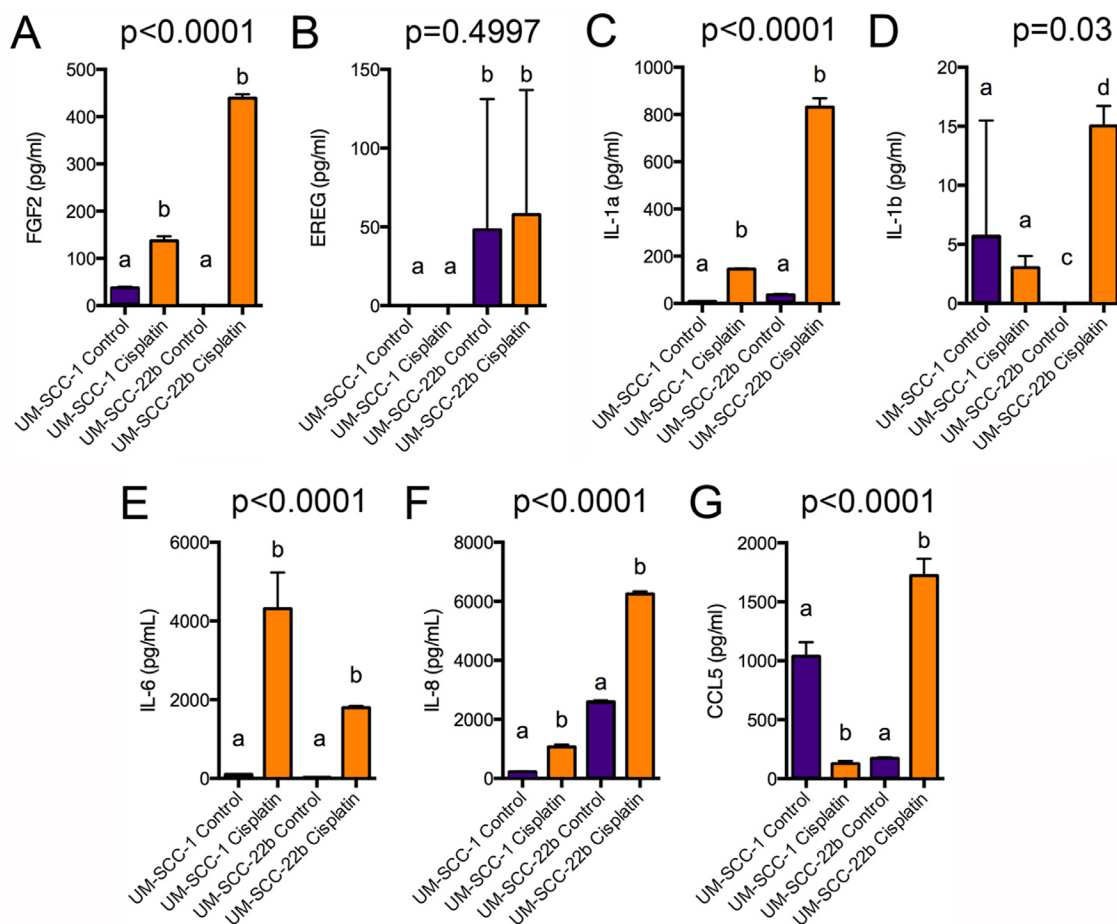 A p<0.0001
B p=0.4997
C p<0.0001
D p=0.03
FGF2 (pg/ml)
500
400
300
200
100
0
a
b
a
b
UM-SCC-1 Control
UM-SCC-1 Cisplatin
UM-SCC-22b Control
UM-SCC-22b Cisplatin
EREG (pg/ml)
150
100
50
0
a
a
b
b
UM-SCC-1 Control
UM-SCC-1 Cisplatin
UM-SCC-22b Control
UM-SCC-22b Cisplatin
IL-1a (pg/ml)
1000
800
600
400
200
0
a
b
a
b
UM-SCC-1 Control
UM-SCC-1 Cisplatin
UM-SCC-22b Control
UM-SCC-22b Cisplatin
IL-1b (pg/ml)
20
15
10
5
0
a
a
c
d
UM-SCC-1 Control
UM-SCC-1 Cisplatin
UM-SCC-22b Control
UM-SCC-22b Cisplatin
E p<0.0001
F p<0.0001
G p<0.0001
IL-6 (pg/mL)
6000
4000
2000
0
a
b
a
b
UM-SCC-1 Control
UM-SCC-1 Cisplatin
UM-SCC-22b Control
UM-SCC-22b Cisplatin
IL-8 (pg/mL)
8000
6000
4000
2000
0
a
b
a
b
UM-SCC-1 Control
UM-SCC-1 Cisplatin
UM-SCC-22b Control
UM-SCC-22b Cisplatin
CCL5 (pg/ml)
2000
1500
1000
500
0
a
b
a
b
UM-SCC-1 Control
UM-SCC-1 Cisplatin
UM-SCC-22b Control
UM-SCC-22b Cisplatin